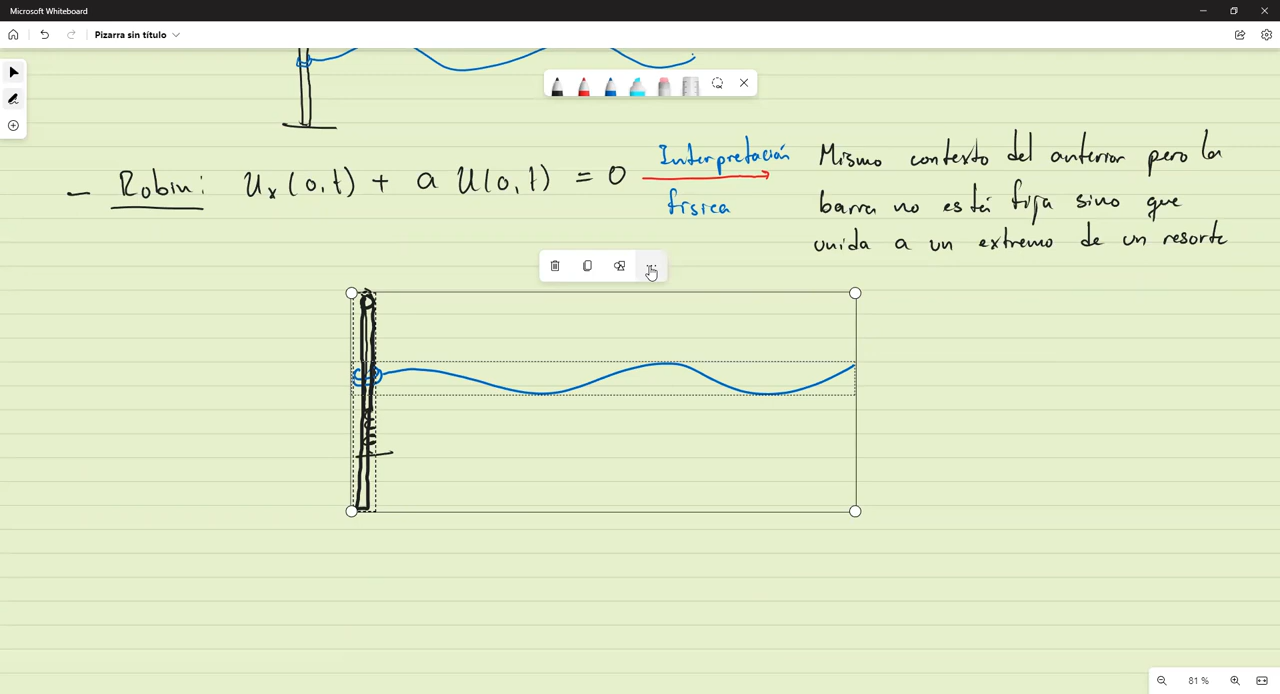 Microsoft Whiteboard
Pizarra sin título
- Robin: Ux(0,t) + a U(0,t) = 0
Interpretación
física
Mismo contexto del anterior pero la
barra no está fija sino que
unida a un extremo de un resorte
81 %